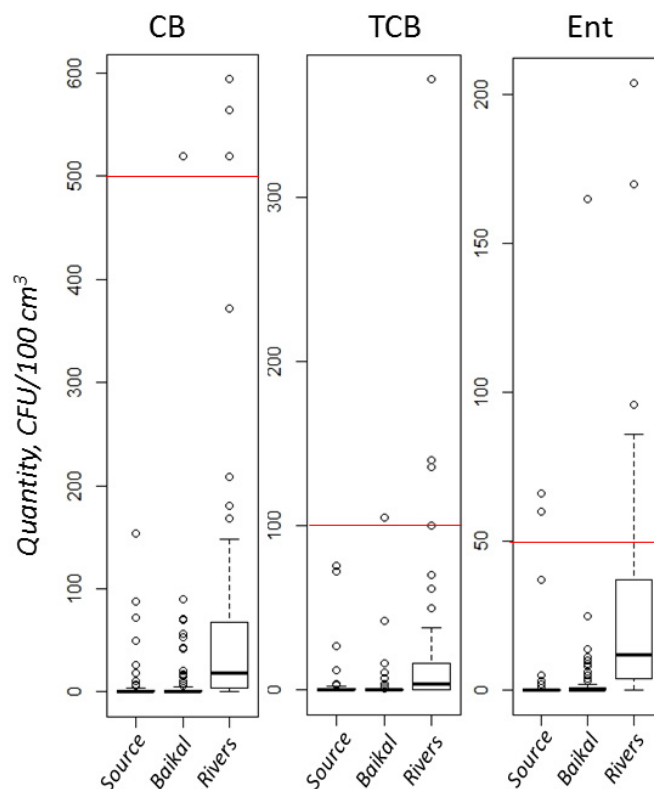 CB TCB Ent
Quantity, CFU/100 cm³
0 100 200 300 400 500 600
Source Baikal Rivers
0 100 200 300
Source Baikal Rivers
0 50 100 150 200
Source Baikal Rivers